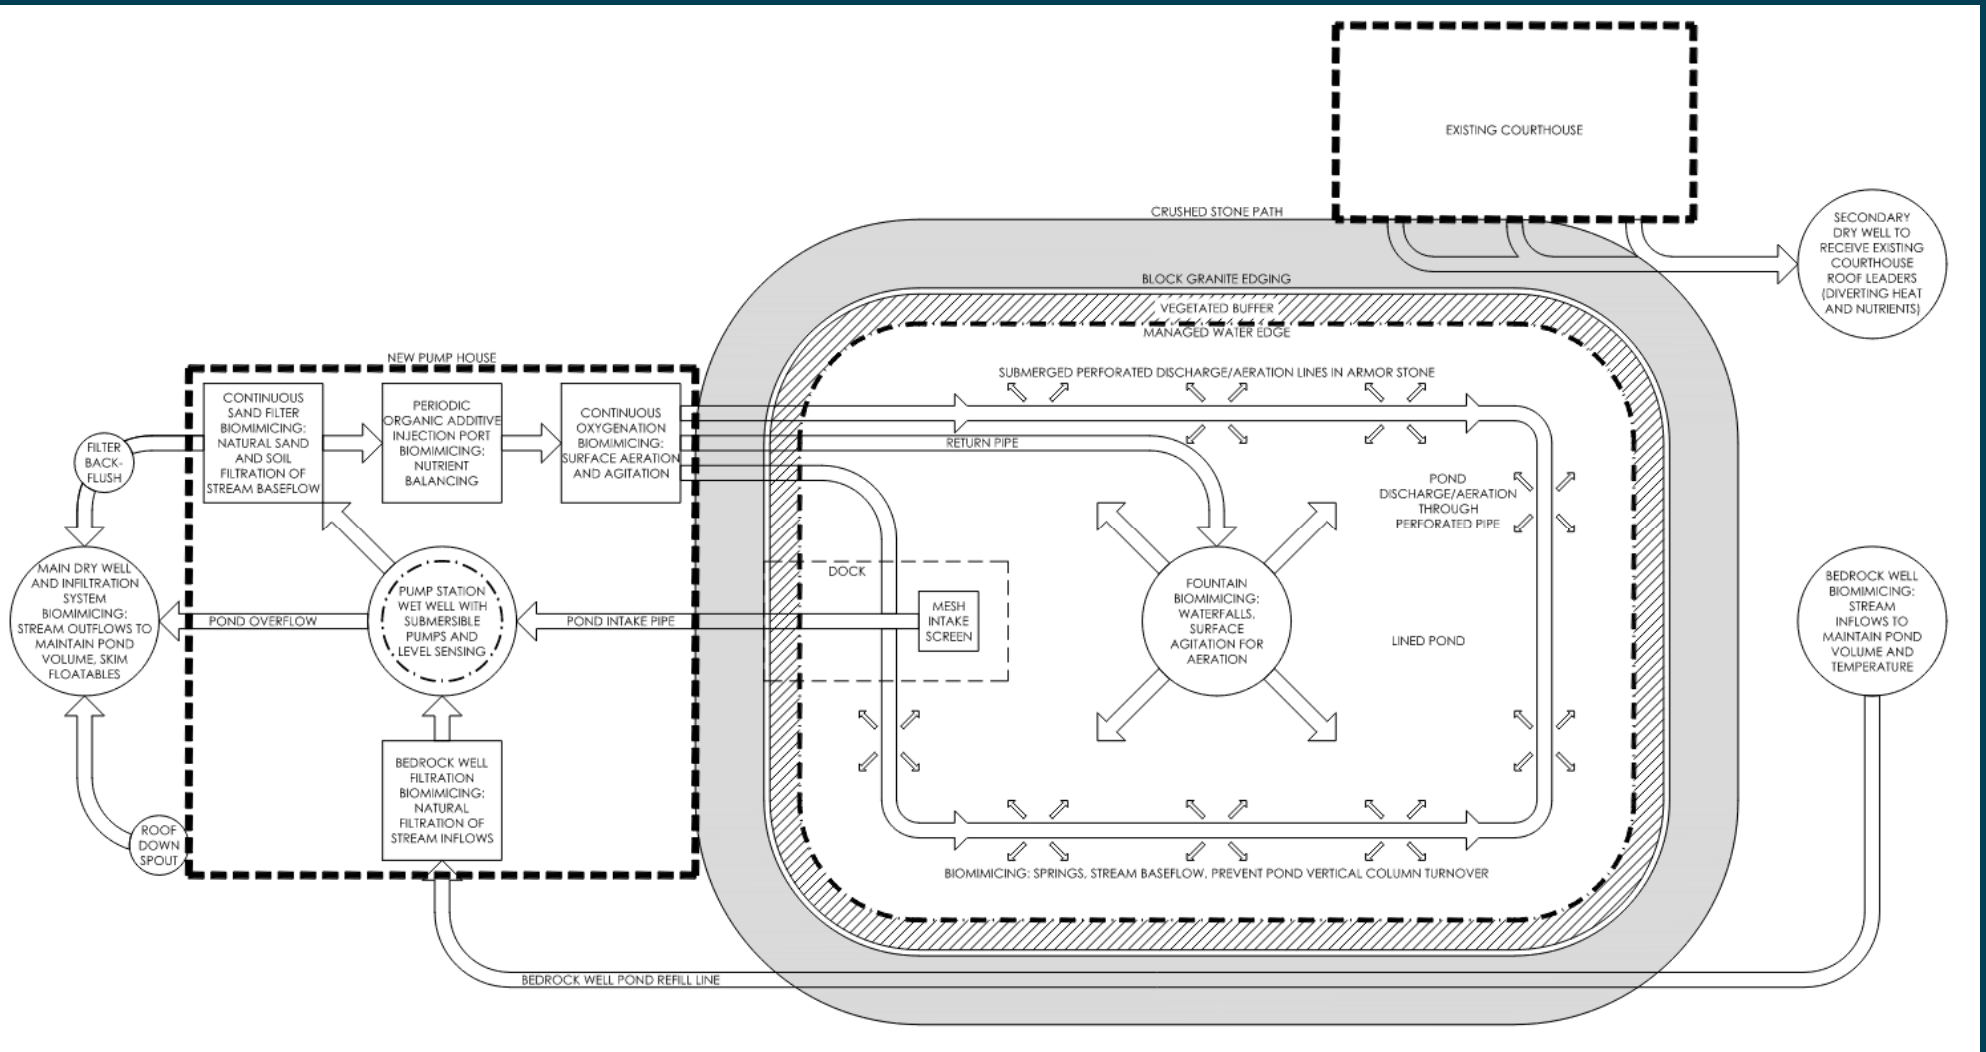 EXISTING COURTHOUSE
CRUSHED STONE PATH
SECONDARY
DRY WELL TO
RECEIVE EXISTING
COURTHOUSE
ROOF LEADERS
(DIVERTING HEAT
AND NUTRIENTS)
BLOCK GRANITE EDGING
VEGETATED BUFFER
MANAGED WATER EDGE
NEW PUMP HOUSE
SUBMERGED PERFORATED DISCHARGE/AERATION LINES IN ARMOR STONE
CONTINUOUS
SAND FILTER
BIOMIMICING:
NATURAL SAND
AND SOIL
FILTRATION OF
STREAM BASEFLOW
PERIODIC
ORGANIC ADDITIVE
INJECTION PORT
BIOMIMICING:
NUTRIENT
BALANCING
CONTINUOUS
OXYGENATION
BIOMIMICING:
SURFACE AERATION
AND AGITATION
FILTER
BACK-
FLUSH
RETURN PIPE
POND
DISCHARGE/AERATION
THROUGH
PERFORATED PIPE
MAIN DRY WELL
AND INFILTRATION
SYSTEM
BIOMIMICING:
STREAM OUTFLOWS TO
MAINTAIN POND
VOLUME, SKIM
FLOATABLES
POND OVERFLOW
PUMP STATION
WET WELL WITH
SUBMERSIBLE
PUMPS AND
LEVEL SENSING
POND INTAKE PIPE
DOCK
MESH
INTAKE
SCREEN
FOUNTAIN
BIOMIMICING:
WATERFALLS,
SURFACE
AGITATION FOR
AERATION
LINED POND
BEDROCK WELL
BIOMIMICING:
STREAM
INFLOWS TO
MAINTAIN POND
VOLUME AND
TEMPERATURE
BEDROCK WELL
FILTRATION
BIOMIMICING:
NATURAL
FILTRATION OF
STREAM INFLOWS
ROOF
DOWN
SPOUT
BIOMIMICING: SPRINGS, STREAM BASEFLOW, PREVENT POND VERTICAL COLUMN TURNOVER
BEDROCK WELL POND REFILL LINE